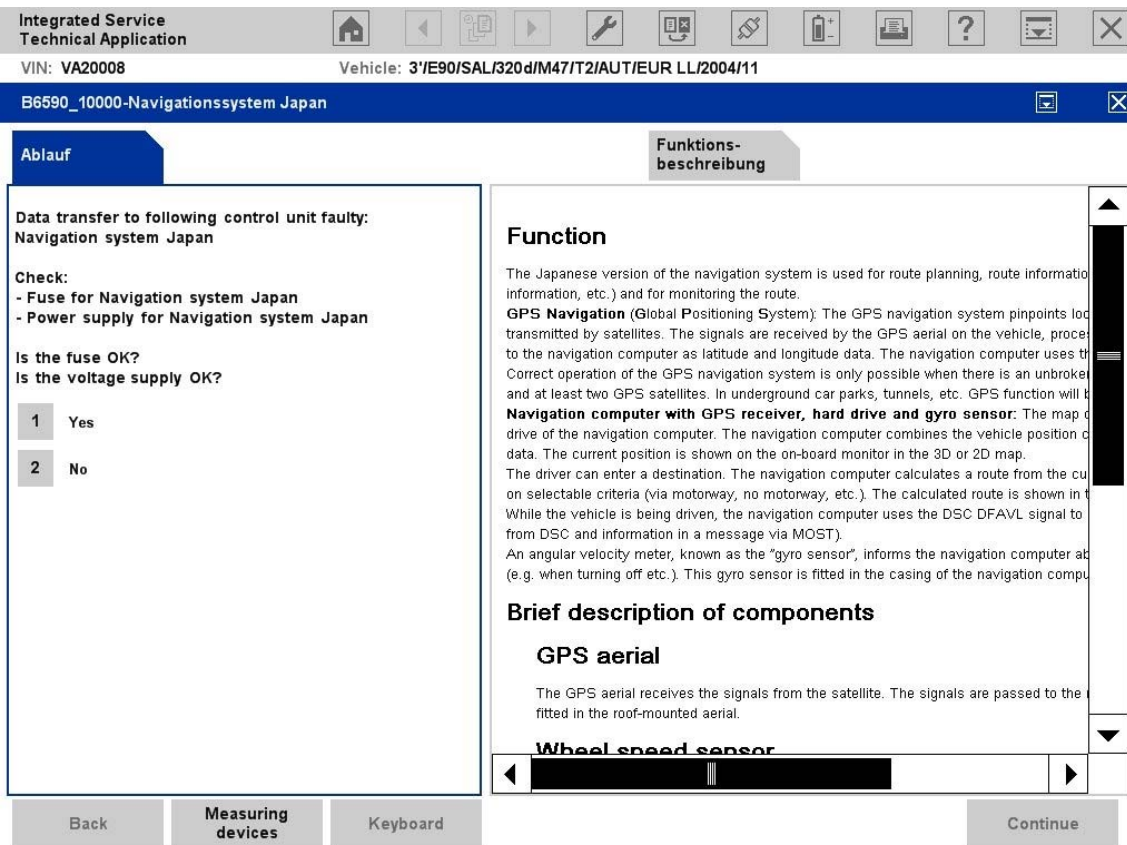 Integrated Service
Technical Application
VIN: VA20008
Vehicle: 3'/E90/SAL/320d/M47/T2/AUT/EUR LL/2004/11
B6590_10000-Navigationssystem Japan
Ablauf
Data transfer to following control unit faulty:
Navigation system Japan
Check:
- Fuse for Navigation system Japan
- Power supply for Navigation system Japan
Is the fuse OK?
Is the voltage supply OK?
1 Yes
2 No
Funktions-
beschreibung
Function
The Japanese version of the navigation system is used for route planning, route informatio
information, etc.) and for monitoring the route.
GPS Navigation (Global Positioning System): The GPS navigation system pinpoints loc
transmitted by satellites. The signals are received by the GPS aerial on the vehicle, proce
to the navigation computer as latitude and longitude data. The navigation computer uses th
Correct operation of the GPS navigation system is only possible when there is an unbroke
and at least two GPS satellites. In underground car parks, tunnels, etc. GPS function will b
Navigation computer with GPS receiver, hard drive and gyro sensor: The map
drive of the navigation computer. The navigation computer combines the vehicle position
data. The current position is shown on the on-board monitor in the 3D or 2D map.
The driver can enter a destination. The navigation computer calculates a route from the cu
on selectable criteria (via motorway, no motorway, etc.). The calculated route is shown in
While the vehicle is being driven, the navigation computer uses the DSC DFAVL signal to
from DSC and information in a message via MOST).
An angular velocity meter, known as the "gyro sensor", informs the navigation computer ab
(e.g. when turning off etc.). This gyro sensor is fitted in the casing of the navigation compu
Brief description of components
GPS aerial
The GPS aerial receives the signals from the satellite. The signals are passed to the
fitted in the roof-mounted aerial.
Wheel speed sensor
Back
Measuring
devices
Keyboard
Continue